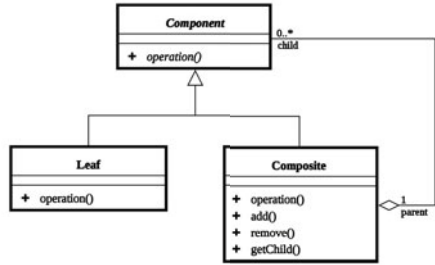 Component
+ operation()
0..*
child
Leaf
+ operation()
Composite
+ operation()
+ add()
+ remove()
+ getChild()
1
parent